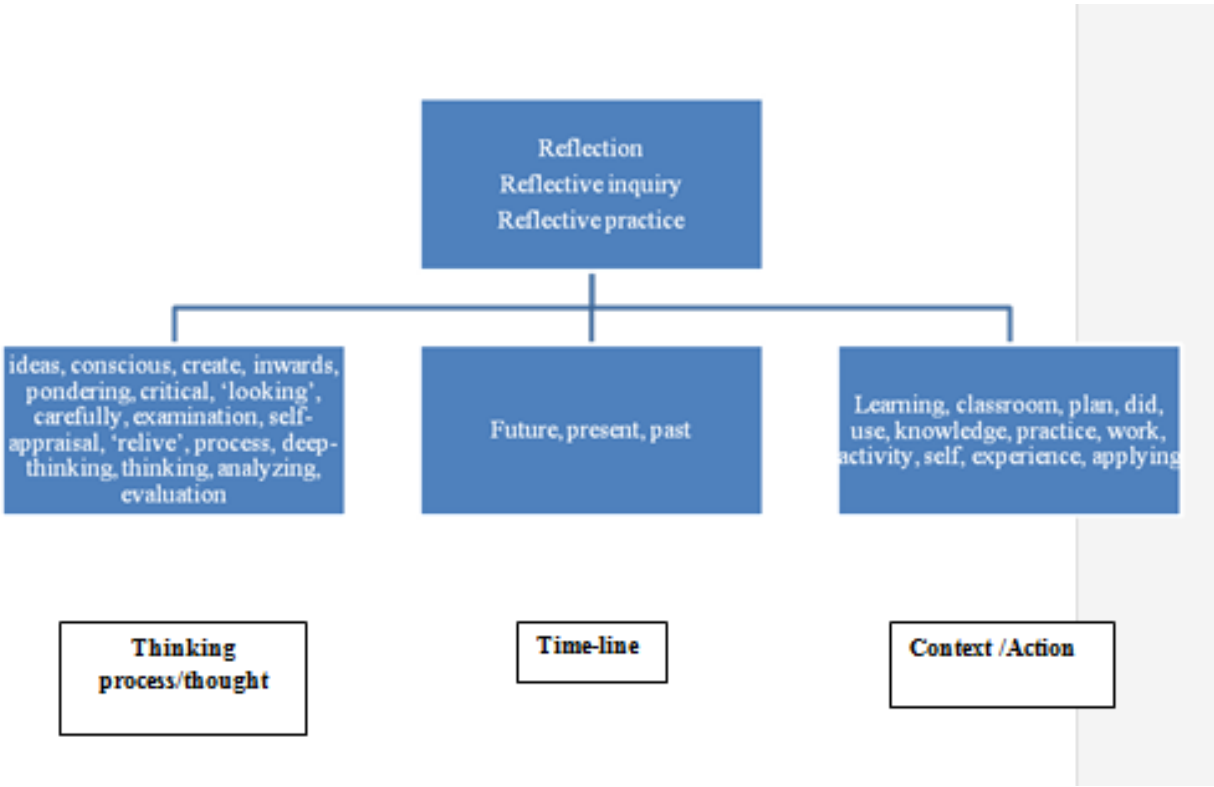 Reflection
Reflective inquiry
Reflective practice
ideas, conscious, create, inwards,
pondering, critical, ‘looking’,
carefully, examination, self-
appraisal, ‘relive’, process, deep-
thinking, thinking, analyzing,
evaluation
Future, present, past
Learning, classroom, plan, did,
use, knowledge, practice, work,
activity, self, experience, applying
Thinking
process/thought
Time-line
Context /Action